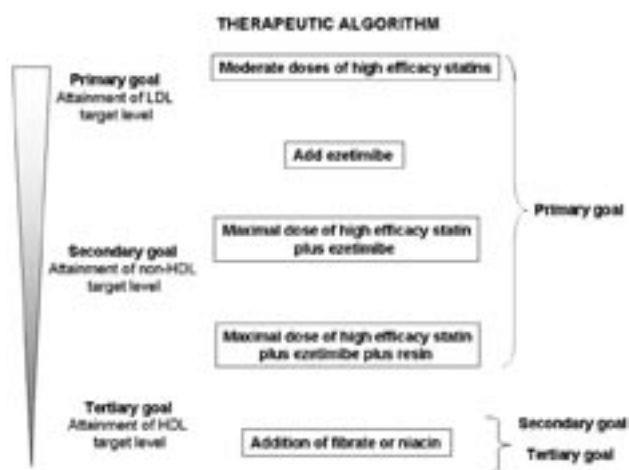 THERAPEUTIC ALGORITHM
Primary goal
Attainment of LDL
target level
Moderate doses of high efficacy statins
Add ezetimibe
Primary goal
Secondary goal
Attainment of non-HDL
target level
Maximal dose of high efficacy statin
plus ezetimibe
Maximal dose of high efficacy statin
plus ezetimibe plus resin
Tertiary goal
Attainment of HDL
target level
Addition of fibrate or niacin
Secondary goal
Tertiary goal